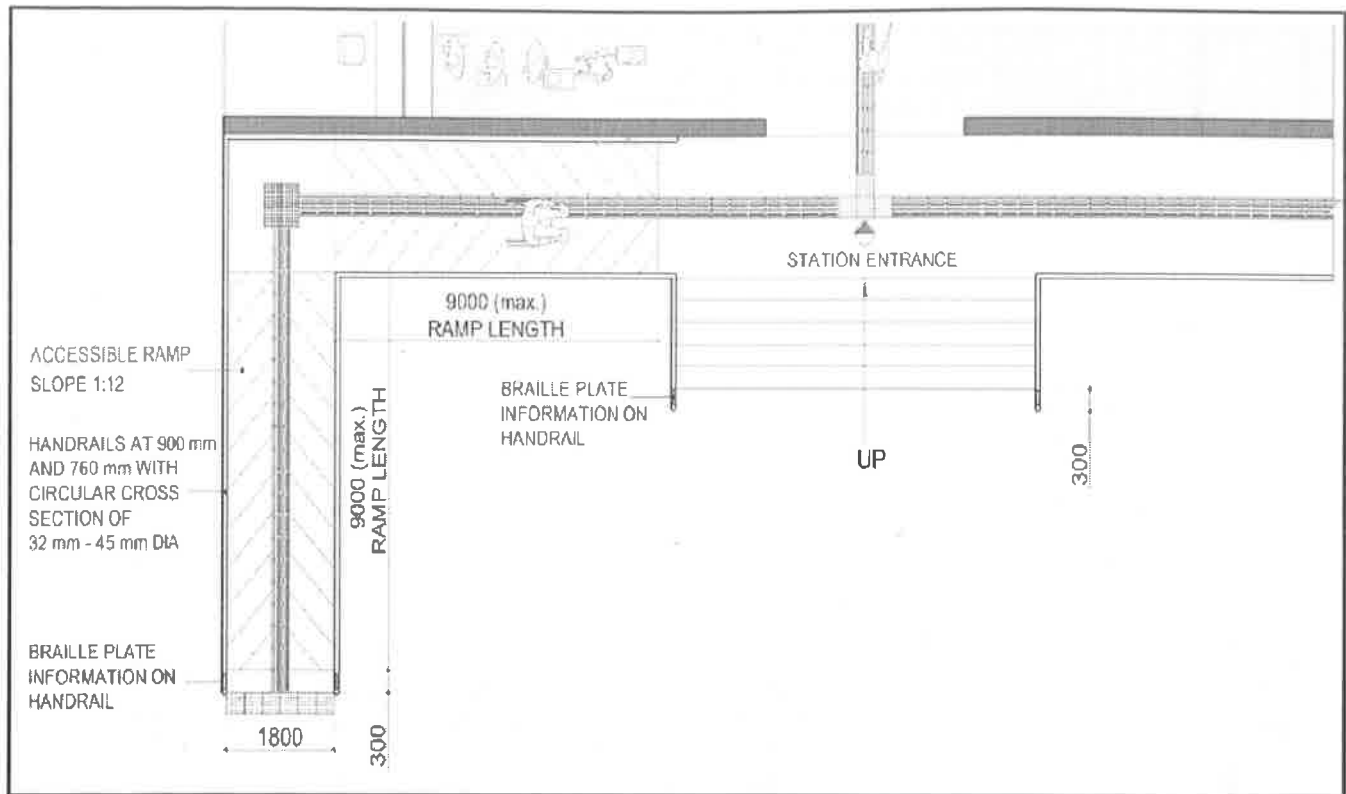 STATION ENTRANCE
9000 (max.)
RAMP LENGTH
ACCESSIBLE RAMP
SLOPE 1:12
BRAILLE PLATE
INFORMATION ON
HANDRAIL
9000 (max.)
RAMP LENGTH
HANDRAILS AT 900 mm
AND 760 mm WITH
CIRCULAR CROSS
SECTION OF
32 mm - 45 mm DIA
UP
300
BRAILLE PLATE
INFORMATION ON
HANDRAIL
1800
300